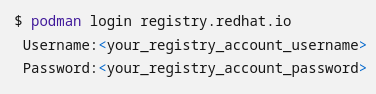 $ podman login registry.redhat.io
Username:<your_registry_account_username>
Password:<your_registry_account_password>